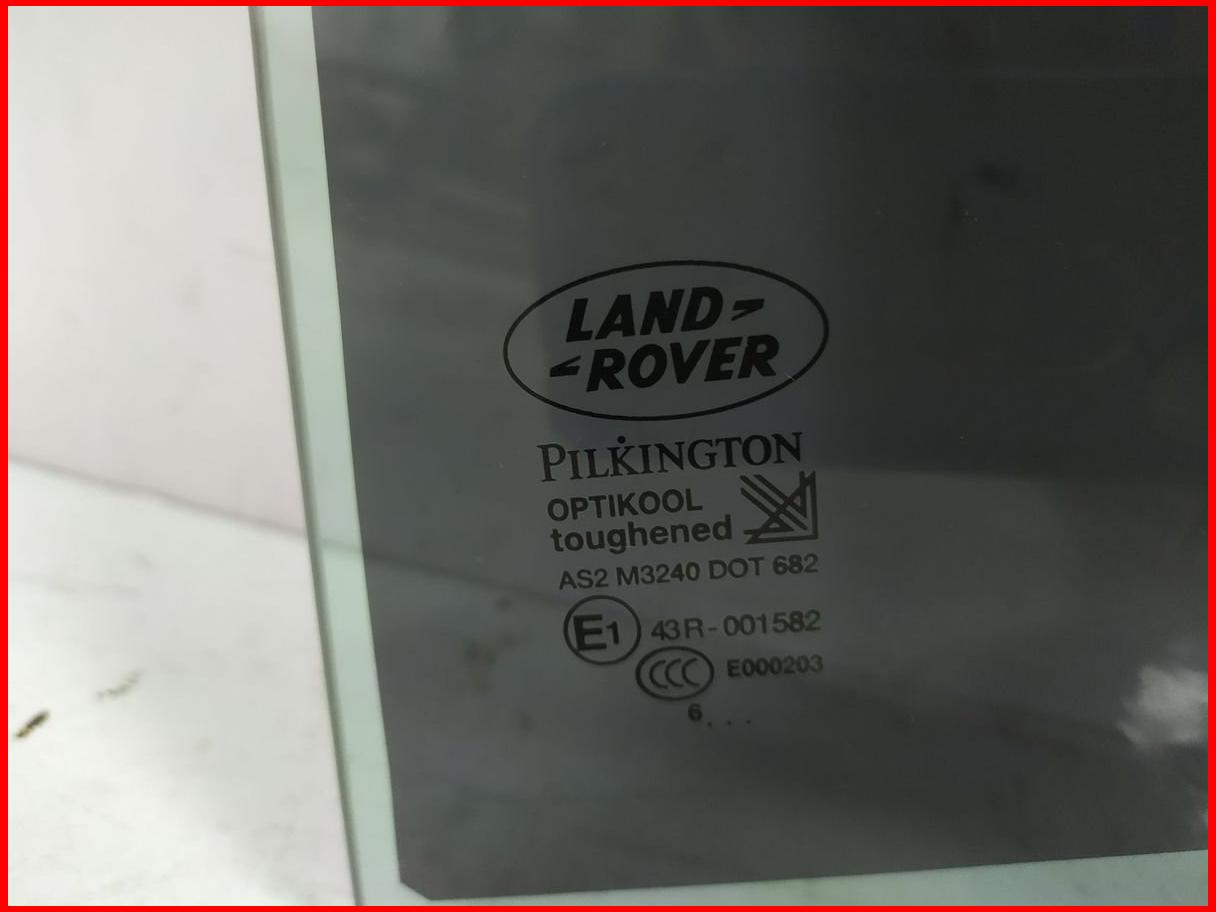 LAND
ROVER
PILKINGTON
OPTIKOOL
toughened
AS2 M3240 DOT 682
E1 43R-001582
CCC E000203
6...